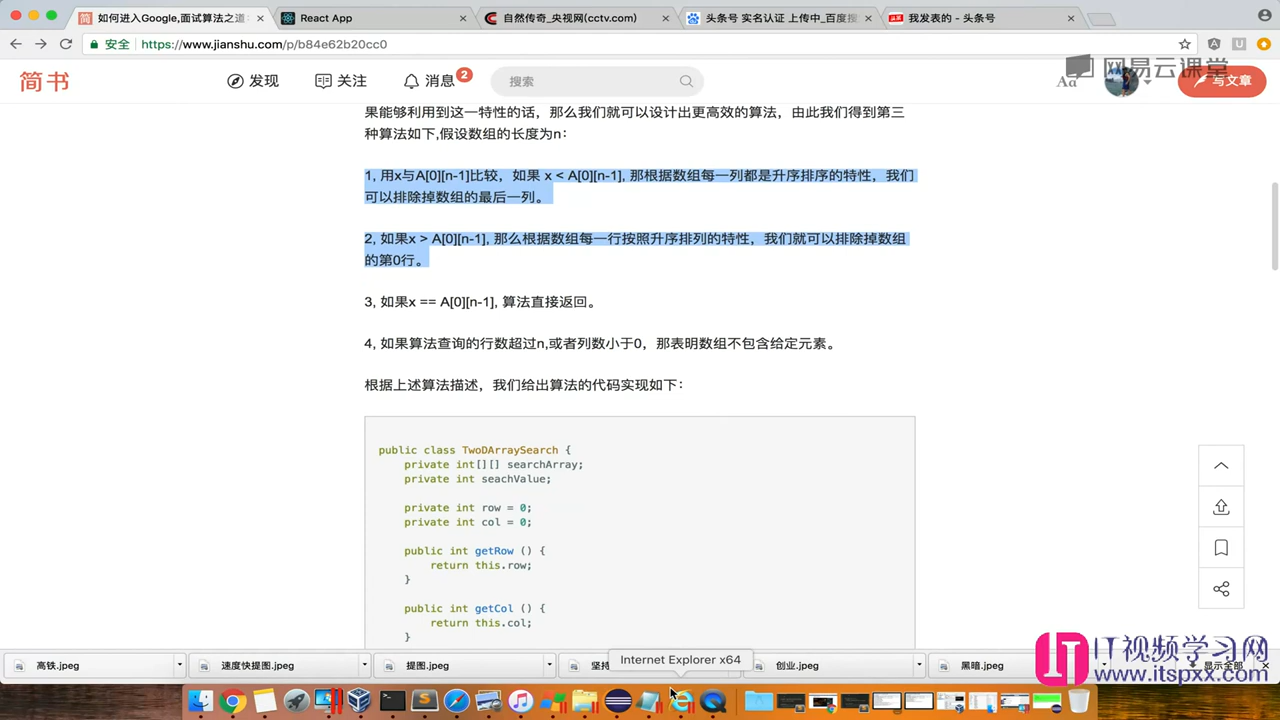 如何进入Google,面试算法之道
React App
自然传奇_央视网(cctv.com)
头条号 实名认证 上传中_百度搜
我发表的 - 头条号
安全 https://www.jianshu.com/p/b84e62b20cc0
简书
发现
关注
消息
2
搜索
Aa
网易云课堂
写文章
果能够利用到这一特性的话，那么我们就可以设计出更高效的算法，由此我们得到第三
种算法如下,假设数组的长度为n：
1, 用x与A[0][n-1]比较，如果 x < A[0][n-1], 那根据数组每一列都是升序排序的特性，我们
可以排除掉数组的最后一列。
2, 如果x > A[0][n-1], 那么根据数组每一行按照升序排列的特性，我们就可以排除掉数组
的第0行。
3, 如果x == A[0][n-1], 算法直接返回。
4, 如果算法查询的行数超过n,或者列数小于0，那表明数组不包含给定元素。
根据上述算法描述，我们给出算法的代码实现如下：
public class TwoDArraySearch {
private int[][] searchArray;
private int seachValue;
private int row = 0;
private int col = 0;
public int getRow () {
return this.row;
}
public int getCol () {
return this.col;
}
高铁.jpeg
速度快提图.jpeg
提图.jpeg
坚持
Internet Explorer x64
创业.jpeg
黑暗.jpeg
显示全部
IT视频学习网
www.itspxx.com